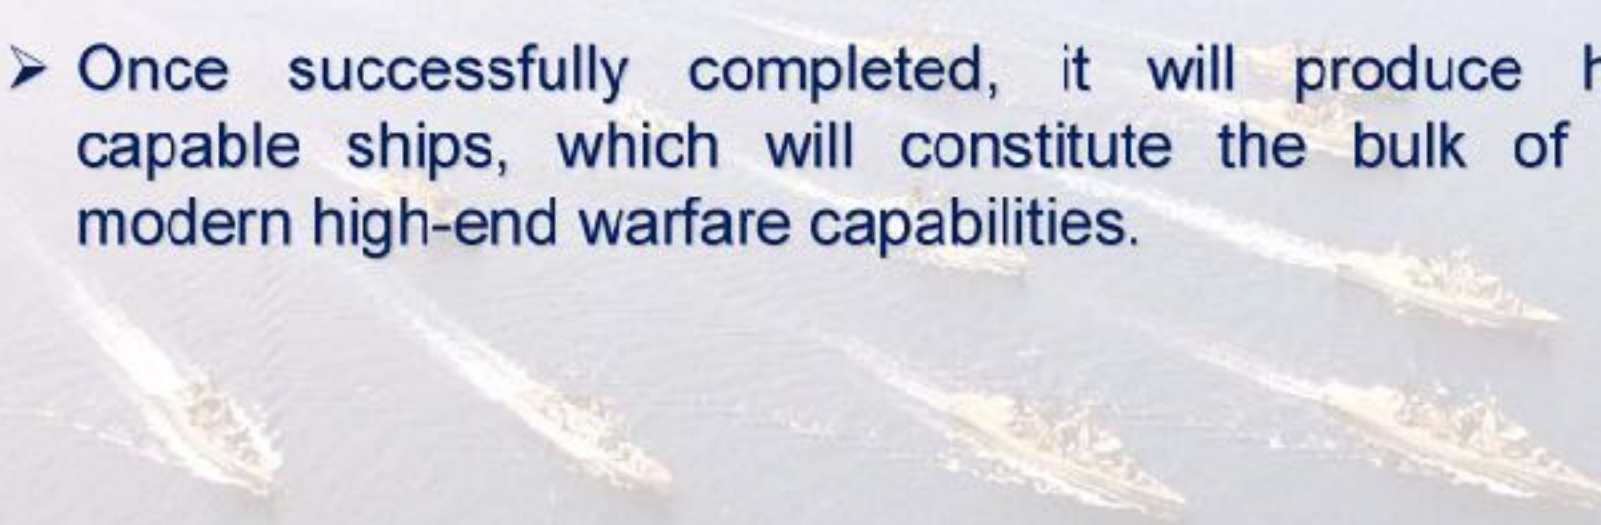 ➢ Once successfully completed, it will produce
capable ships, which will constitute the bulk of
modern high-end warfare capabilities.